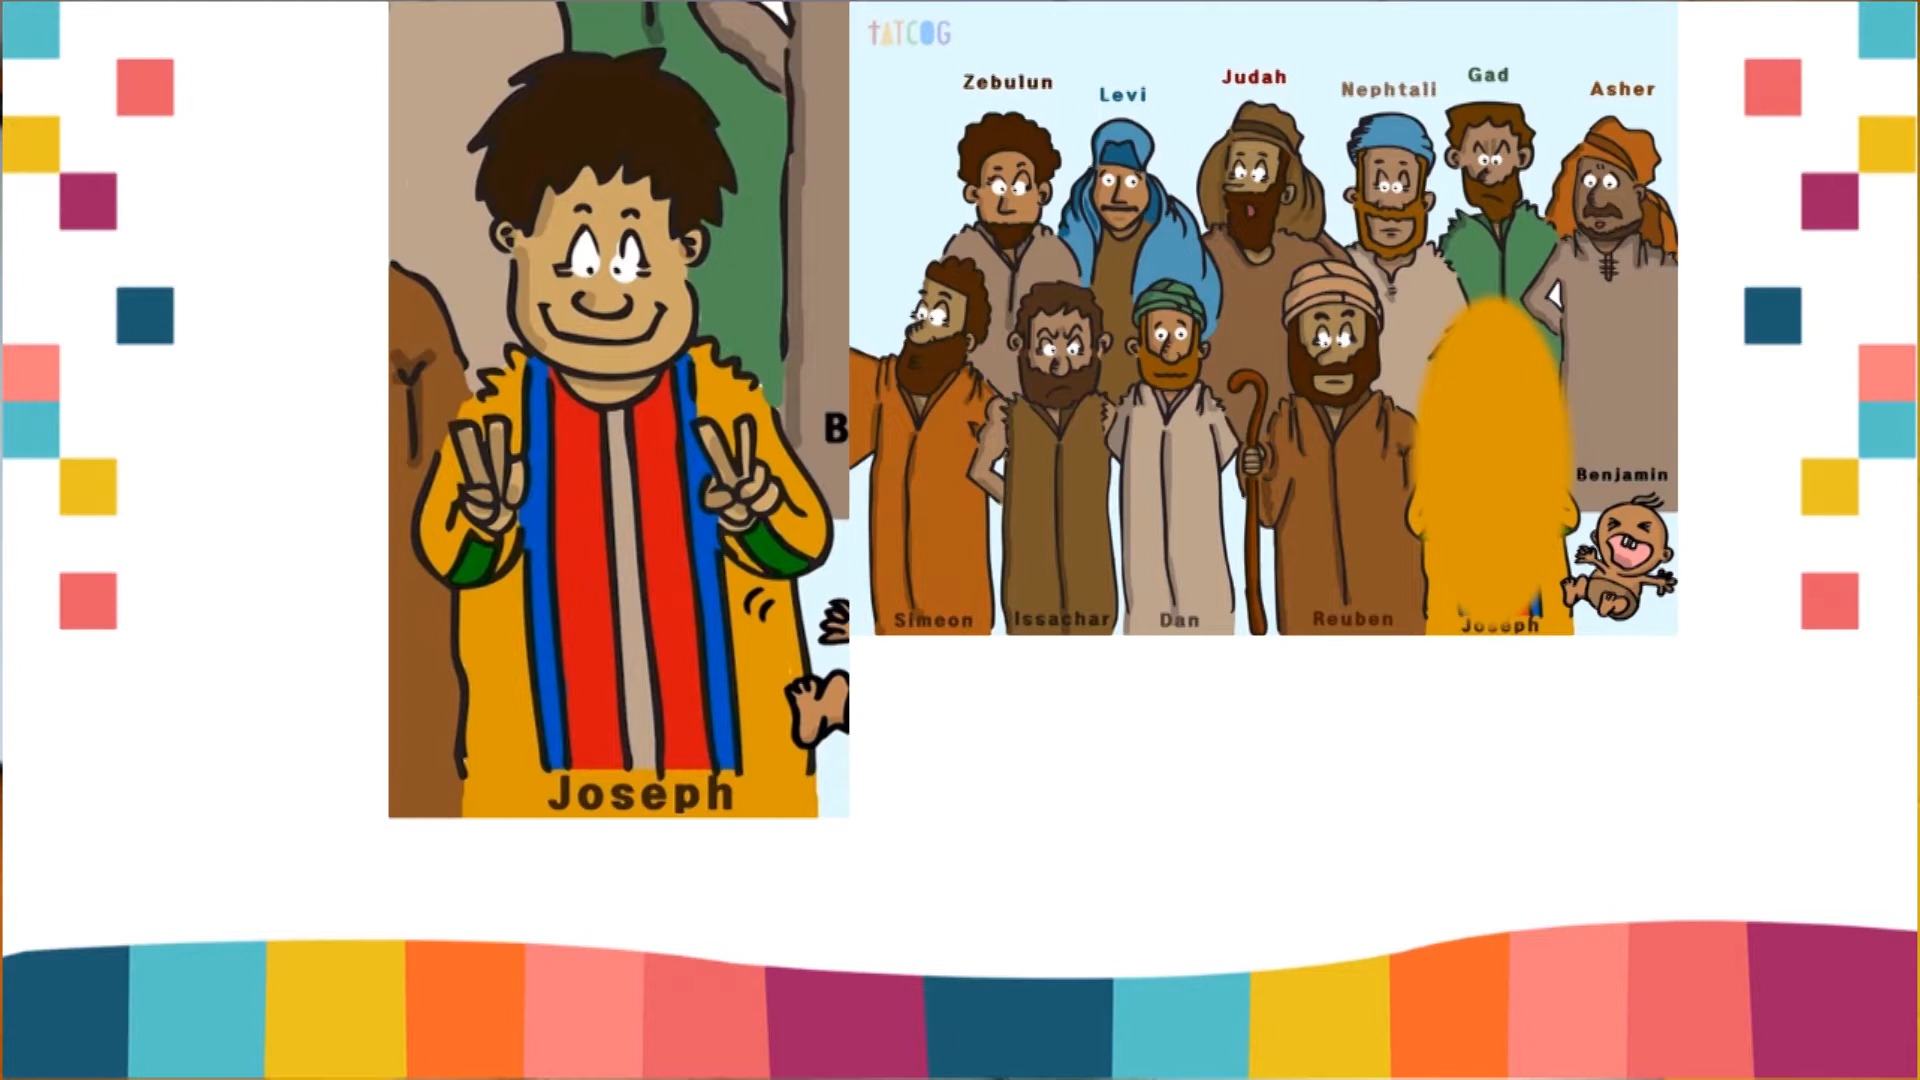 B
Joseph
tATCOG
Zebulun
Levi
Judah
Nephtali
Gad
Asher
Benjamin
Simeon
Issachar
Dan
Reuben
Joseph